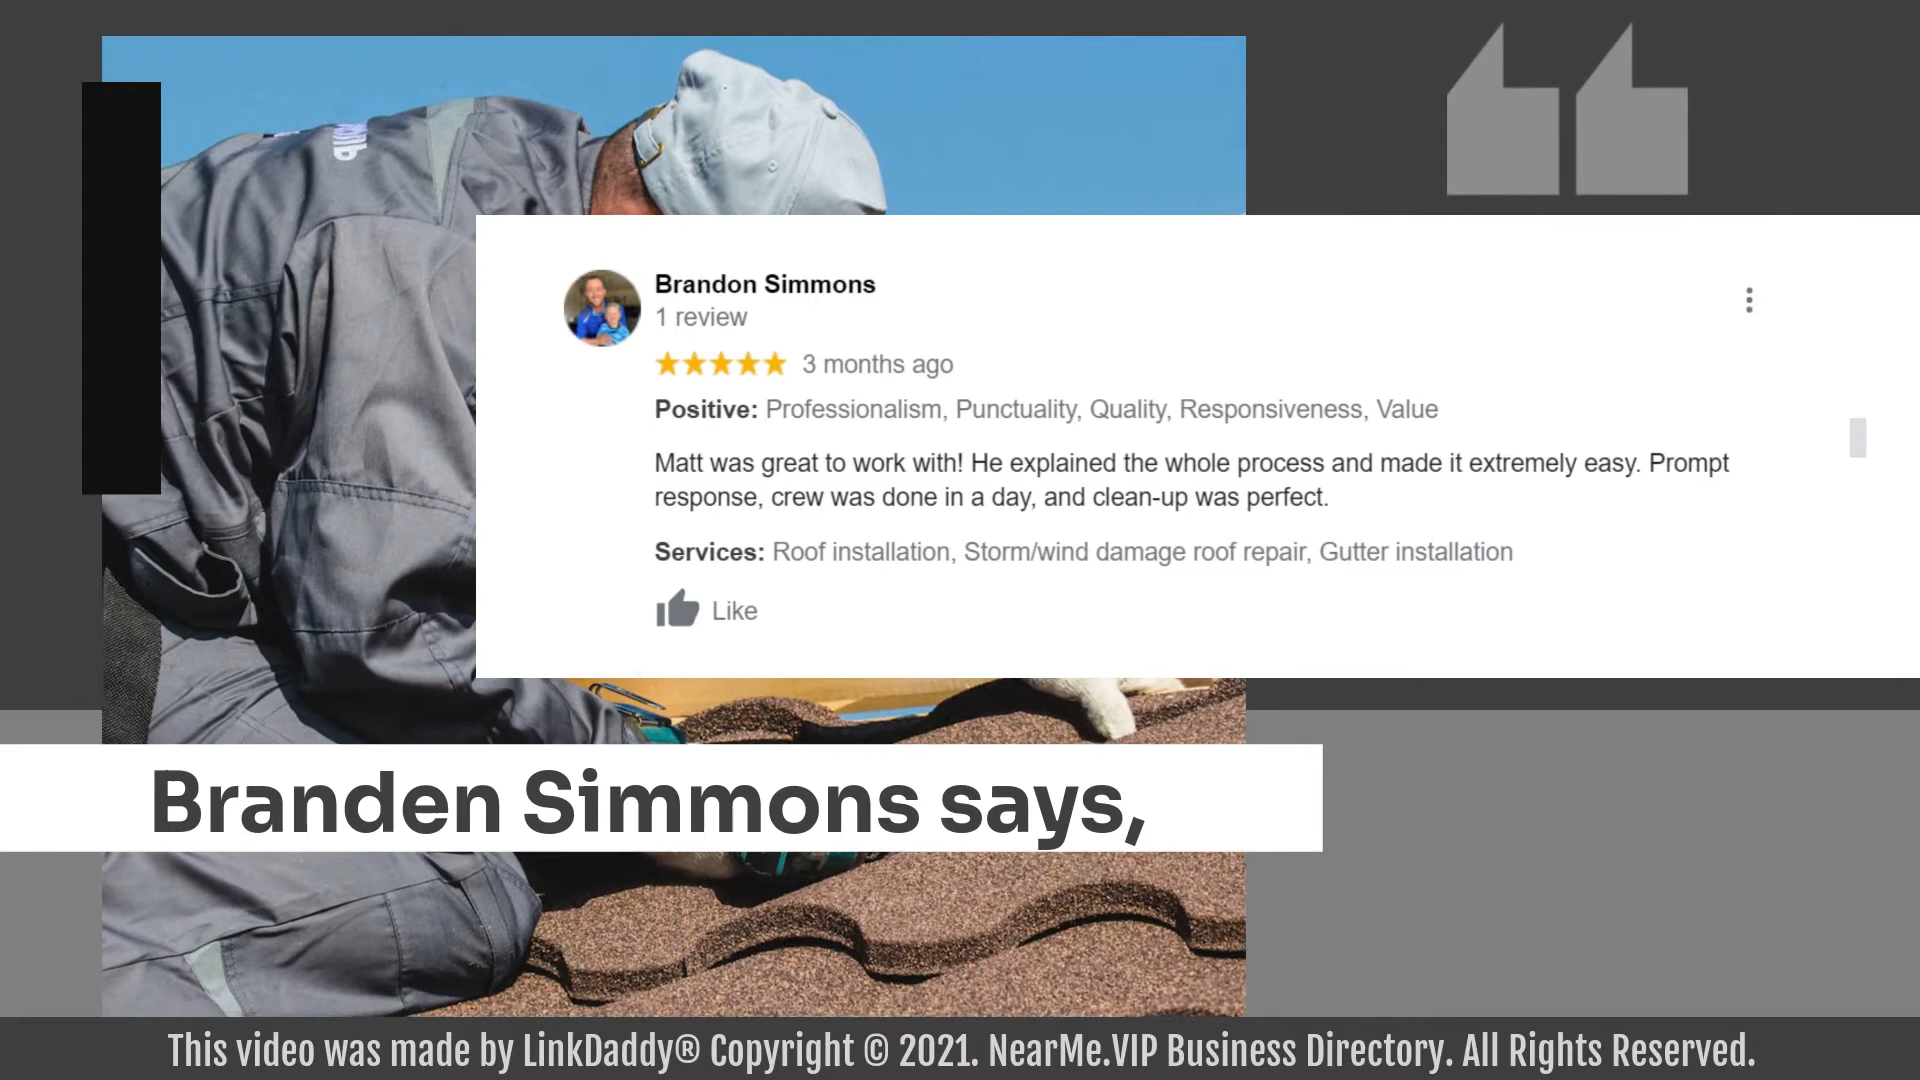 Brandon Simmons
1 review
3 months ago
Positive: Professionalism, Punctuality, Quality, Responsiveness, Value
Matt was great to work with! He explained the whole process and made it extremely easy. Prompt
response, crew was done in a day, and clean-up was perfect.
Services: Roof installation, Storm/wind damage roof repair, Gutter installation
Like
Branden Simmons says,
This video was made by LinkDaddy® Copyright © 2021. NearMe.VIP Business Directory. All Rights Reserved.